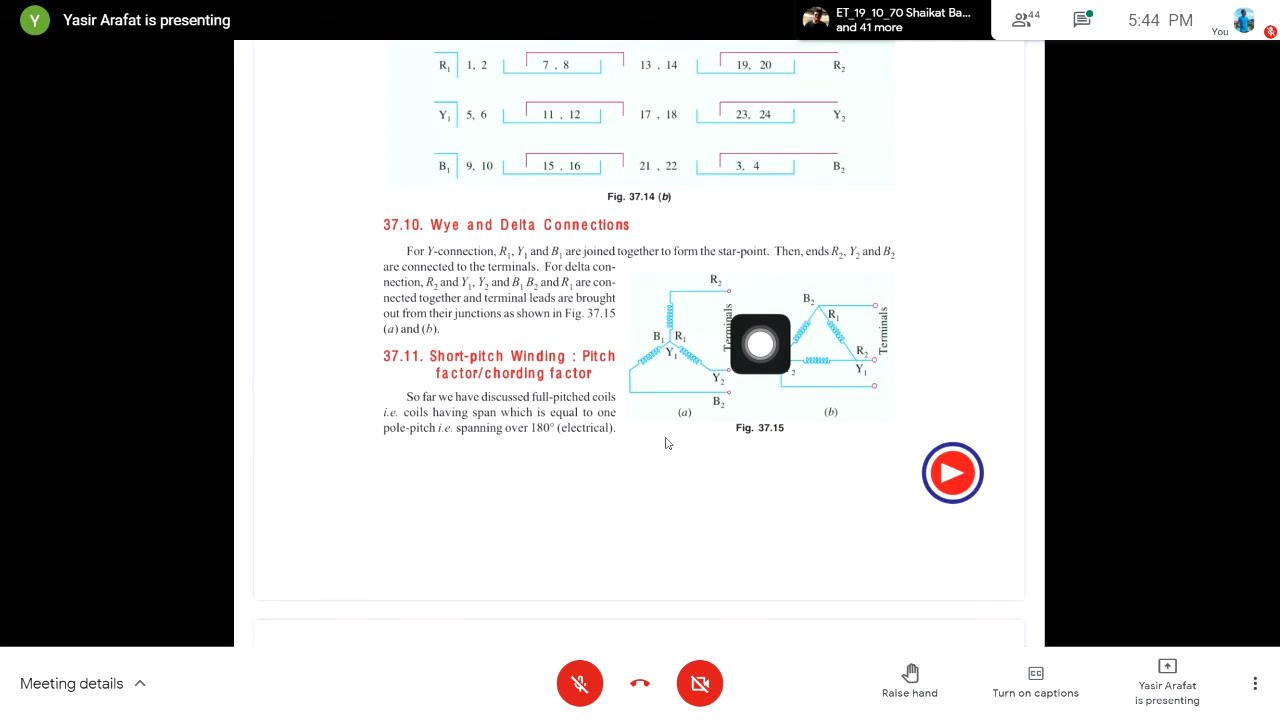 Y Yasir Arafat is presenting
ET_19_10_70 Shaikat Ba...
and 41 more
44
5:44 PM
You
R₁ 1, 2 7 , 8 13 , 14 19, 20 R₂
Y₁ 5, 6 11 , 12 17 , 18 23, 24 Y₂
B₁ 9, 10 15 , 16 21 , 22 3, 4 B₂
Fig. 37.14 (b)
37.10. Wye and Delta Connections
For Y-connection, R₁, Y₁ and B₁ are joined together to form the star-point. Then, ends R₂, Y₂ and B₂
are connected to the terminals. For delta con-
nection, R₂ and Y₁, Y₂ and B₁ B₂ and R₁ are con-
nected together and terminal leads are brought
out from their junctions as shown in Fig. 37.15
(a) and (b).
R₂
Terminals
B₁ R₁
Y₁
Y₂
B₂
(a)
B₂
R₁
Terminals
R₂
Y₁
2
(b)
Fig. 37.15
37.11. Short-pitch Winding : Pitch
factor/chording factor
So far we have discussed full-pitched coils
i.e. coils having span which is equal to one
pole-pitch i.e. spanning over 180° (electrical).
Meeting details
Raise hand
CC
Turn on captions
Yasir Arafat
is presenting